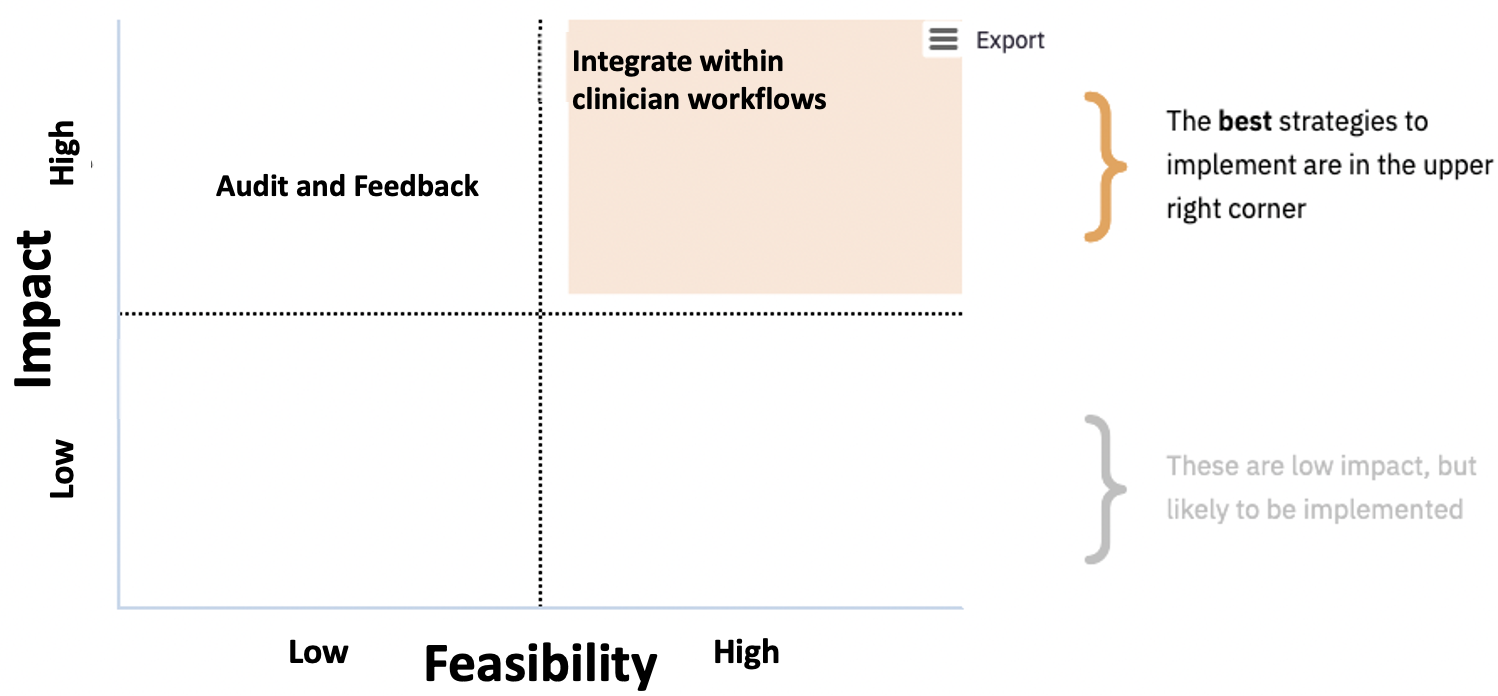 Integrate within
clinician workflows
Export
The best strategies to
implement are in the upper
right corner
High
Audit and Feedback
Impact
Low
These are low impact, but
likely to be implemented
Low
Feasibility
High